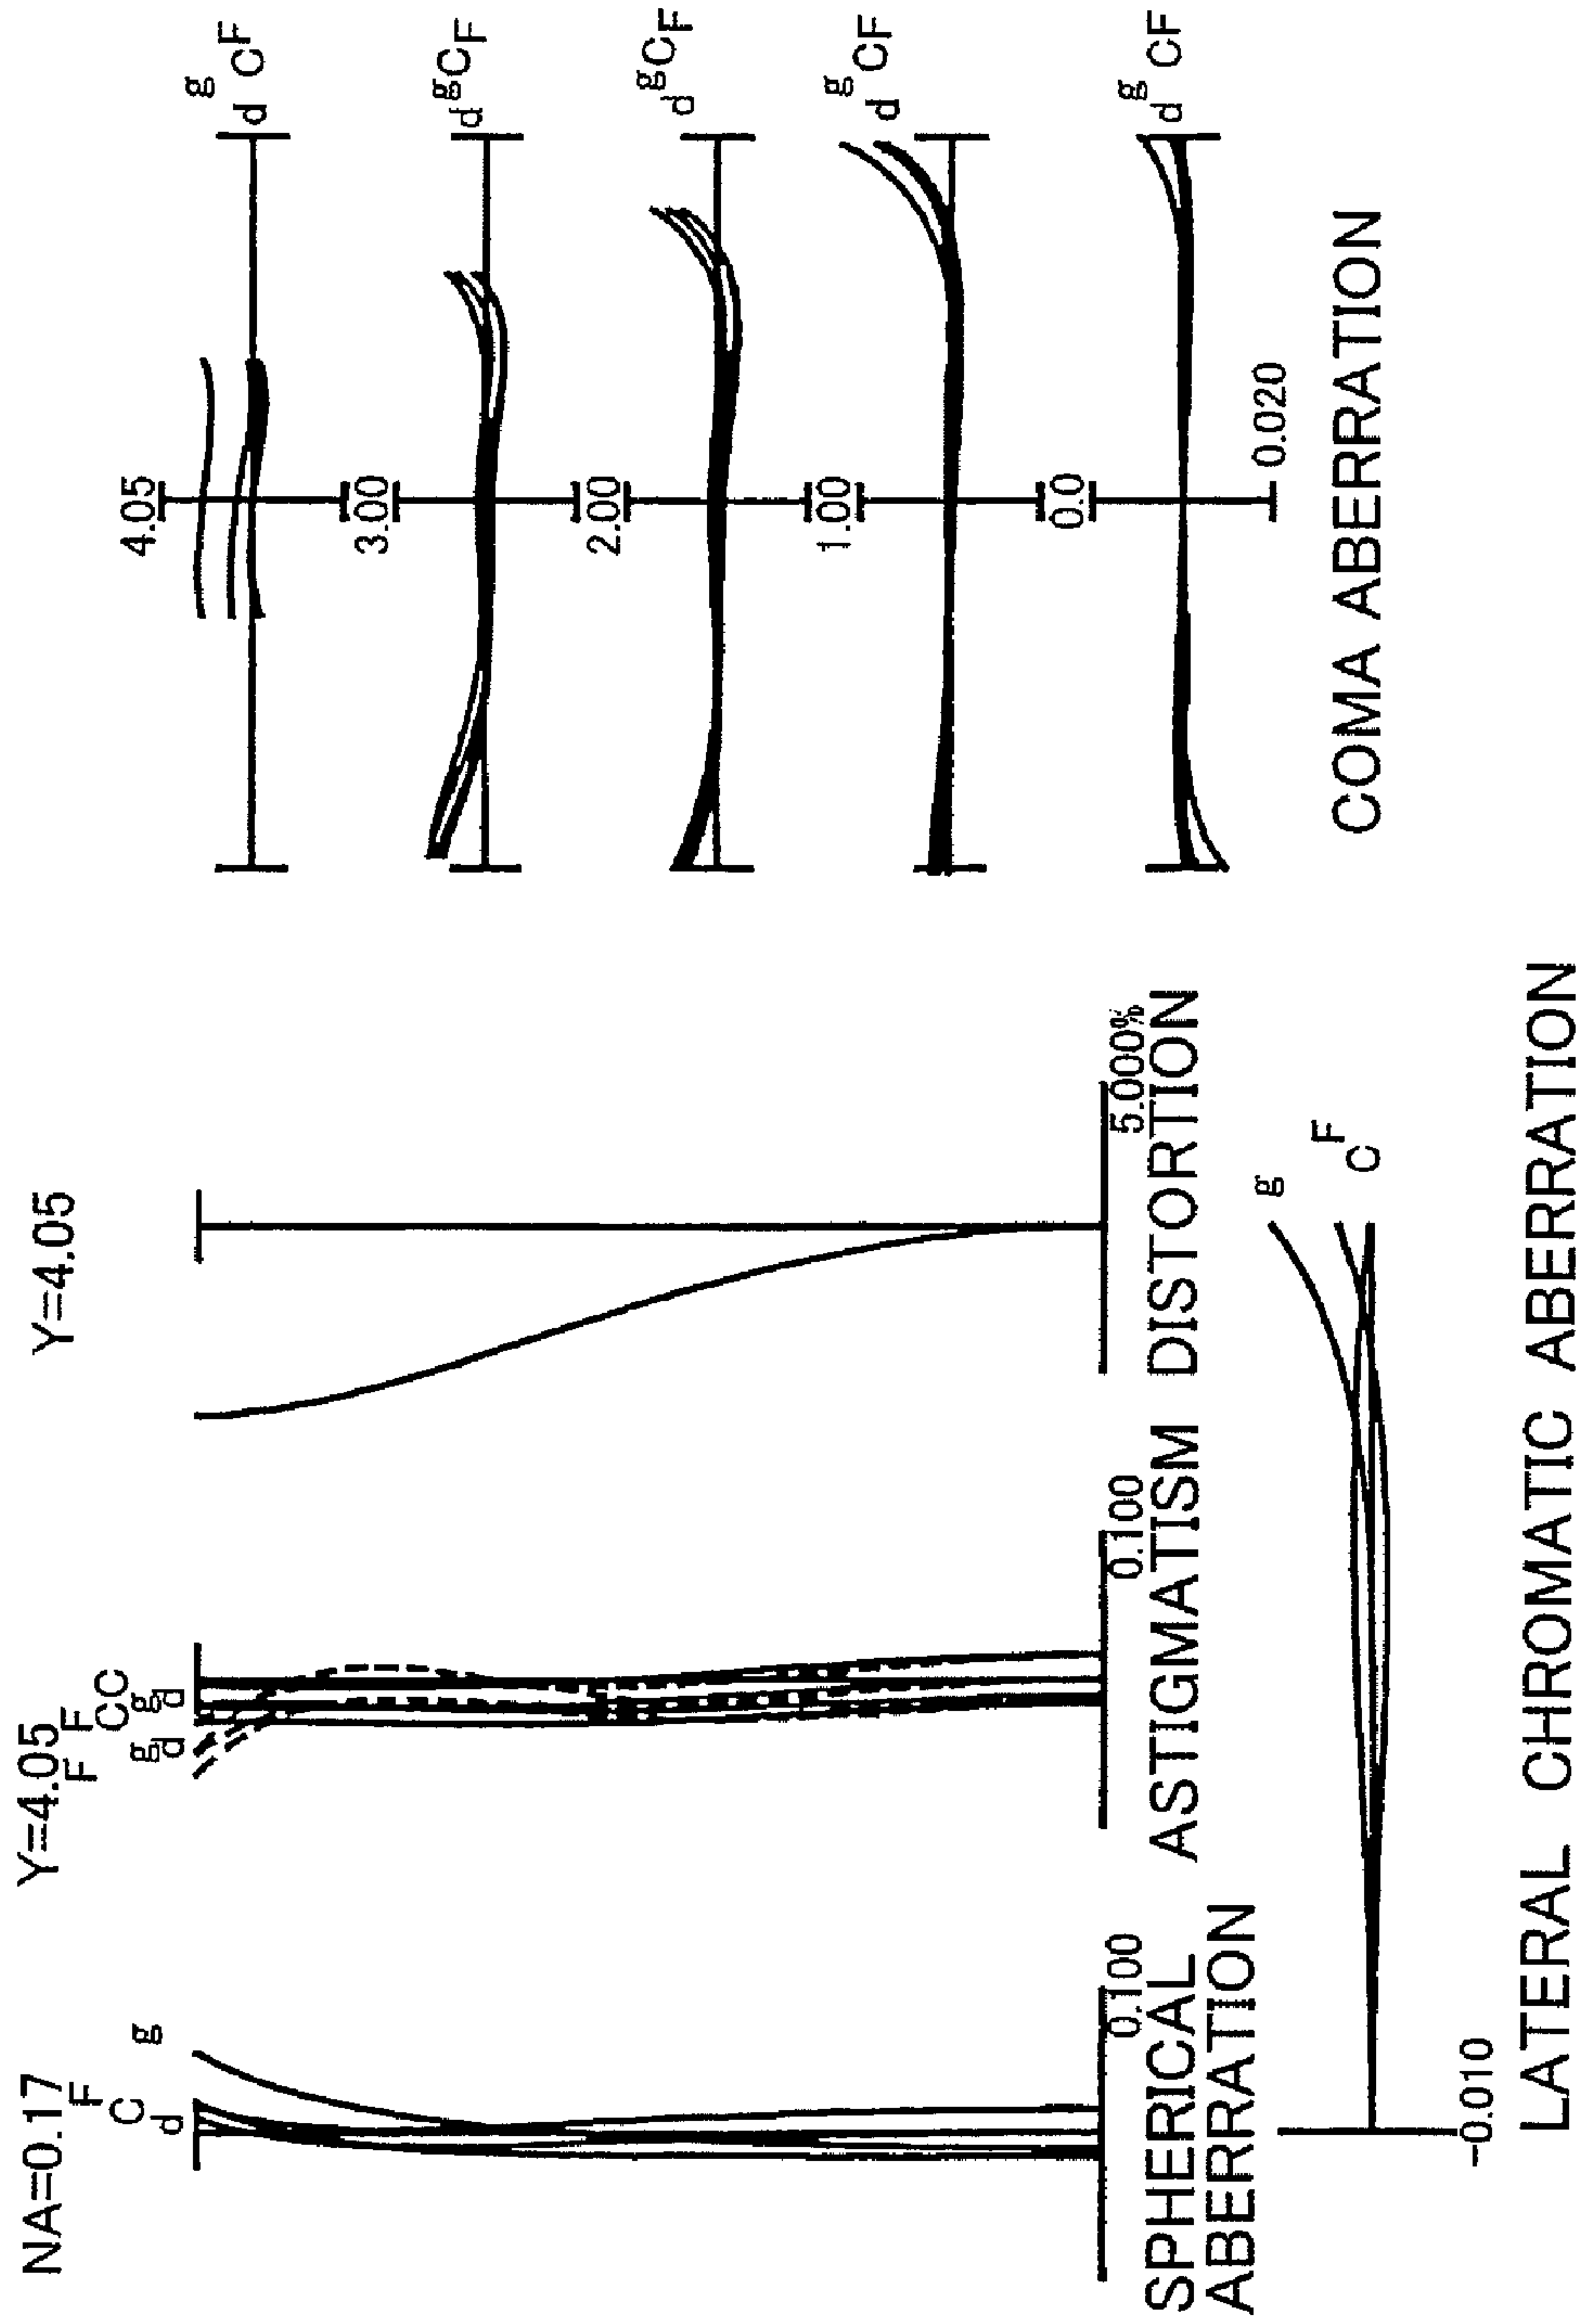 NA=0.17
F
C
g
d
SPHERICAL
ABERRATION
0.100
Y=4.05
F
F
g
d
C
C
g
d
ASTIGMATISM
0.100
Y=4.05
DISTORTION
5.000%
4.05
g
d
CF
3.00
g
d
CF
2.00
g
d
CF
1.00
g
d
CF
0.0
g
d
CF
0.020
COMA ABERRATION
g
F
C
-0.010
LATERAL CHROMATIC ABERRATION